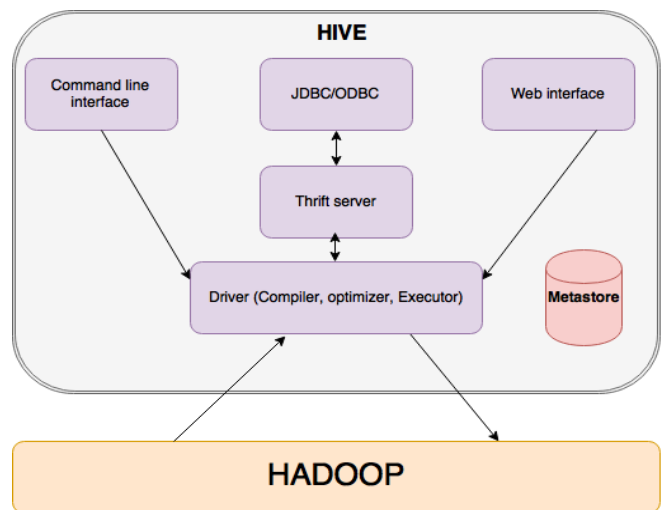 HIVE
Command line
interface
JDBC/ODBC
Web interface
Thrift server
Driver (Compiler, optimizer, Executor)
Metastore
HADOOP